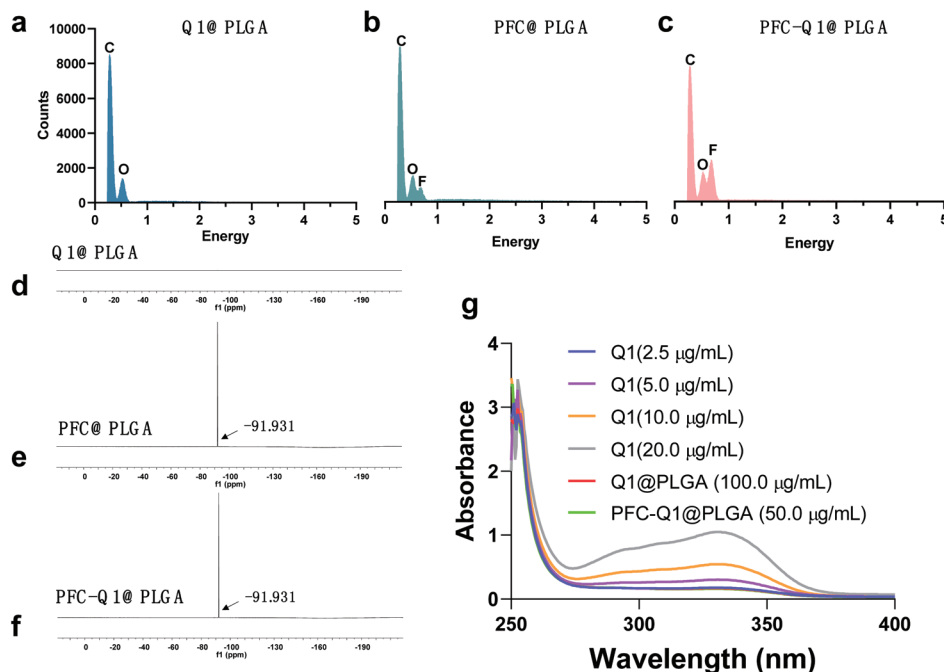 a
Q1@PLGA
b
PFC@PLGA
c
PFC-Q1@PLGA
Counts
10000
8000
6000
4000
2000
0
C
O
0 1 2 3 4 5
Energy
C
O
F
0 1 2 3 4 5
Energy
C
O
F
0 1 2 3 4 5
Energy
d
Q1@PLGA
0 -20 -40 -60 -80 -100 -120 -140 -160 -190
f1 (ppm)
e
PFC@PLGA
-91.931
0 -20 -40 -60 -80 -100 -120 -140 -160 -190
f1 (ppm)
f
PFC-Q1@PLGA
-91.931
0 -20 -40 -60 -80 -100 -120 -140 -160 -190
f1 (ppm)
g
Absorbance
4
3
2
1
0
Q1(2.5 μg/mL)
Q1(5.0 μg/mL)
Q1(10.0 μg/mL)
Q1(20.0 μg/mL)
Q1@PLGA (100.0 μg/mL)
PFC-Q1@PLGA (50.0 μg/mL)
250 300 350 400
Wavelength (nm)